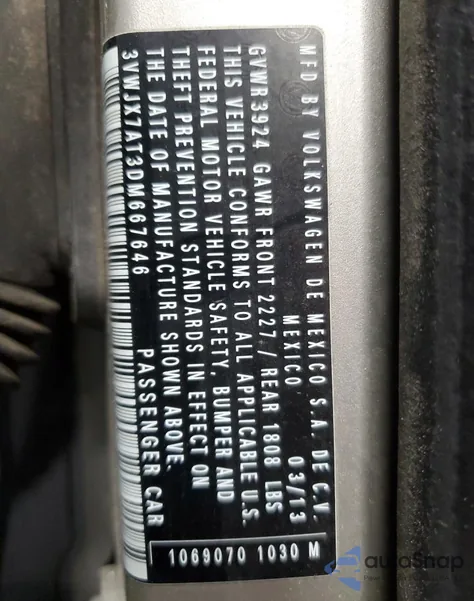 MFD BY VOLKSWAGEN DE MEXICO S.A. DE C.V.
MEXICO 03/13
GVWR3924 GAWR FRONT 2227/ REAR 1808 LBS
THIS VEHICLE CONFORMS TO ALL APPLICABLE U.S.
FEDERAL MOTOR VEHICLE SAFETY, BUMPER AND
THEFT PREVENTION STANDARDS IN EFFECT ON
THE DATE OF MANUFACTURE SHOWN ABOVE.
3VWJX7AT3DM667646 PASSENGER CAR
1069070 1030 M
autoSnap